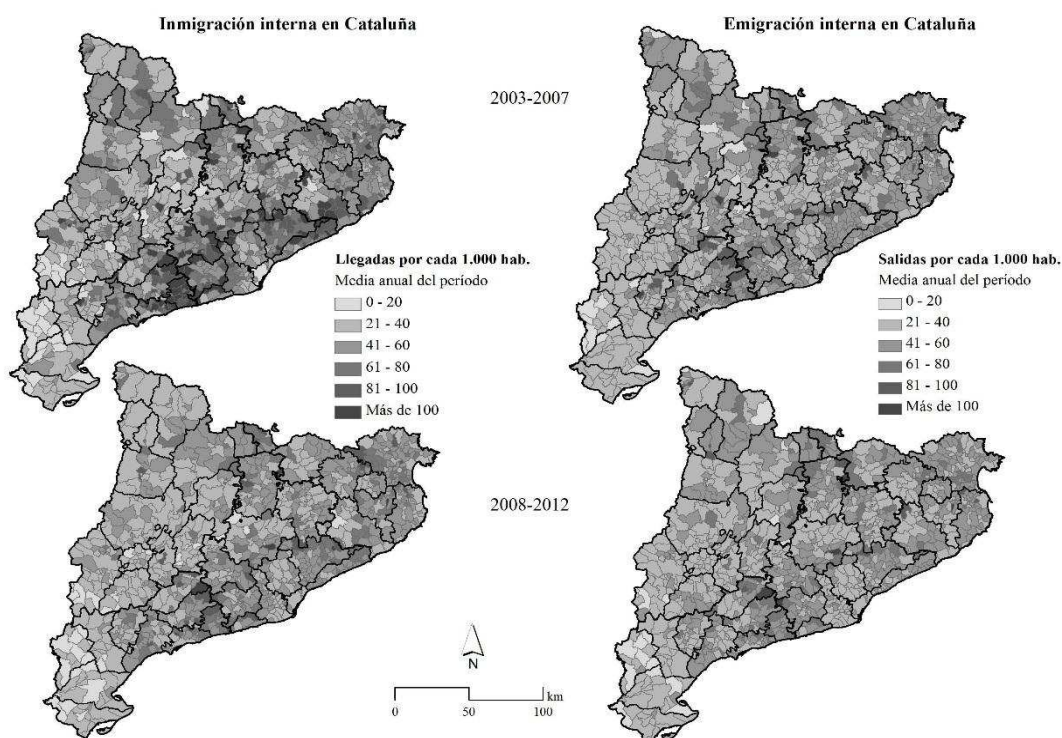 Inmigración interna en Cataluña
Emigración interna en Cataluña
2003-2007
Llegadas por cada 1.000 hab.
Media anual del período
0 - 20
21 - 40
41 - 60
61 - 80
81 - 100
Más de 100
Salidas por cada 1.000 hab.
Media anual del período
0 - 20
21 - 40
41 - 60
61 - 80
81 - 100
Más de 100
2008-2012
N
km
0 50 100